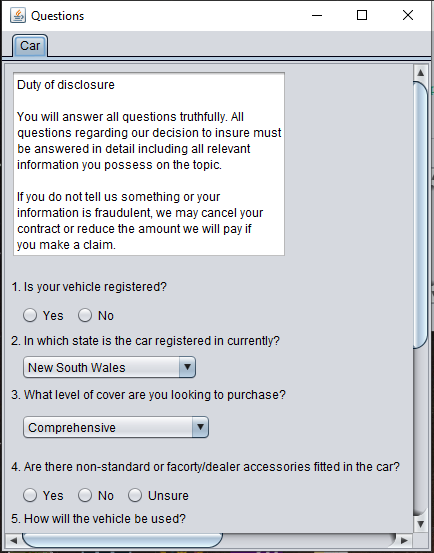 Questions
Car
Duty of disclosure
You will answer all questions truthfully. All
questions regarding our decision to insure must
be answered in detail including all relevant
information you possess on the topic.
If you do not tell us something or your
information is fraudulent, we may cancel your
contract or reduce the amount we will pay if
you make a claim.
1. Is your vehicle registered?
Yes No
2. In which state is the car registered in currently?
New South Wales
3. What level of cover are you looking to purchase?
Comprehensive
4. Are there non-standard or facorty/dealer accessories fitted in the car?
Yes No Unsure
5. How will the vehicle be used?